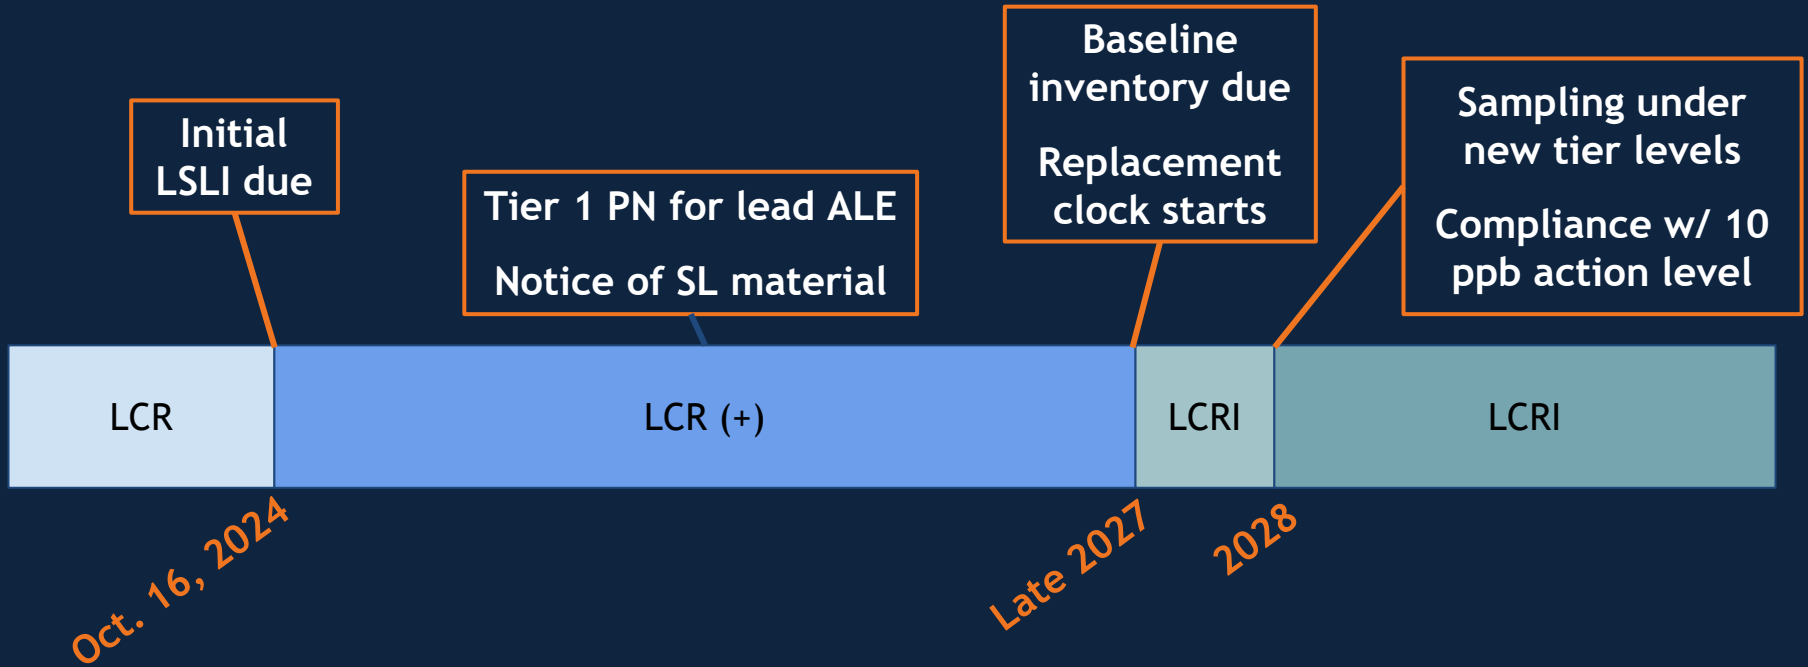 Initial
LSLI due
Tier 1 PN for lead ALE
Notice of SL material
Baseline
inventory due
Replacement
clock starts
Sampling under
new tier levels
Compliance w/ 10
ppb action level
LCR
LCR (+)
LCRI
LCRI
Oct. 16, 2024
Late 2027
2028